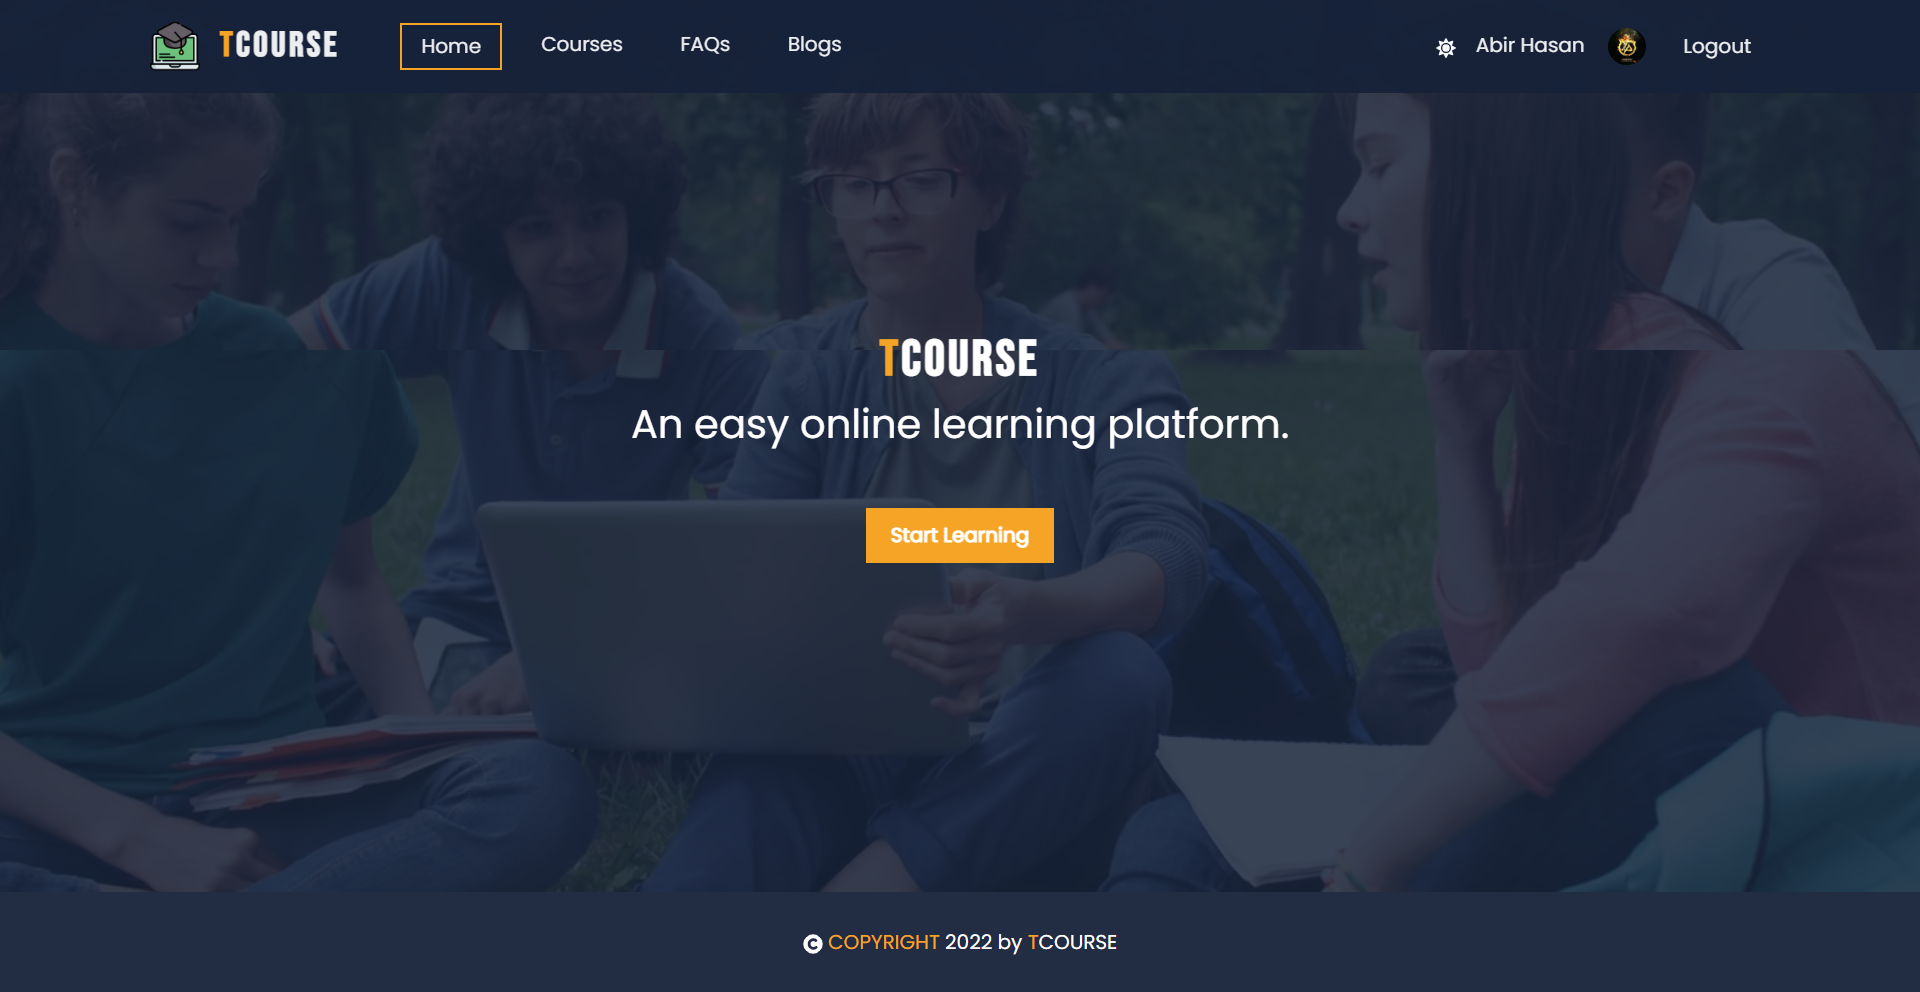 TCOURSE Home Courses FAQs Blogs Abir Hasan Logout
TCOURSE
An easy online learning platform.
Start Learning
© COPYRIGHT 2022 by TCOURSE